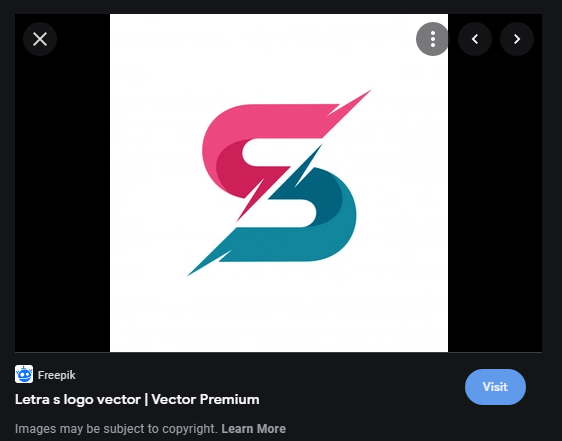 Freepik
Letra s logo vector | Vector Premium
Visit
Images may be subject to copyright. Learn More